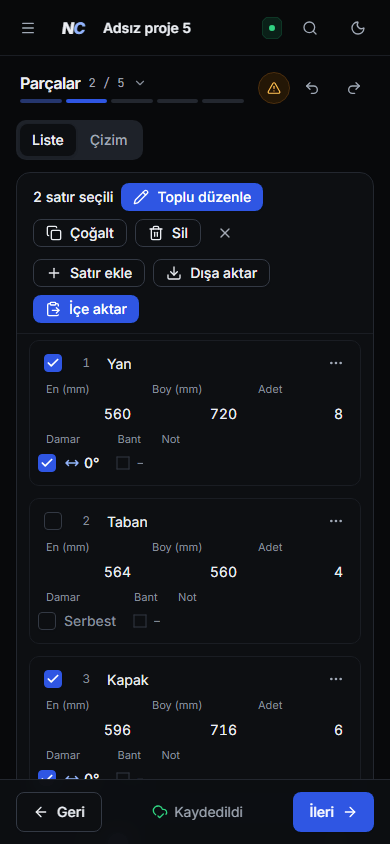 NC Adsız proje 5
Parçalar 2 / 5
Liste Çizim
2 satır seçili Toplu düzenle
Çoğalt Sil
Satır ekle Dışa aktar
İçe aktar
1 Yan
En (mm) Boy (mm) Adet
560 720 8
Damar Bant Not
0° –
2 Taban
En (mm) Boy (mm) Adet
564 560 4
Damar Bant Not
Serbest –
3 Kapak
En (mm) Boy (mm) Adet
596 716 6
Damar Bant Not
0° –
Geri Kaydedildi İleri